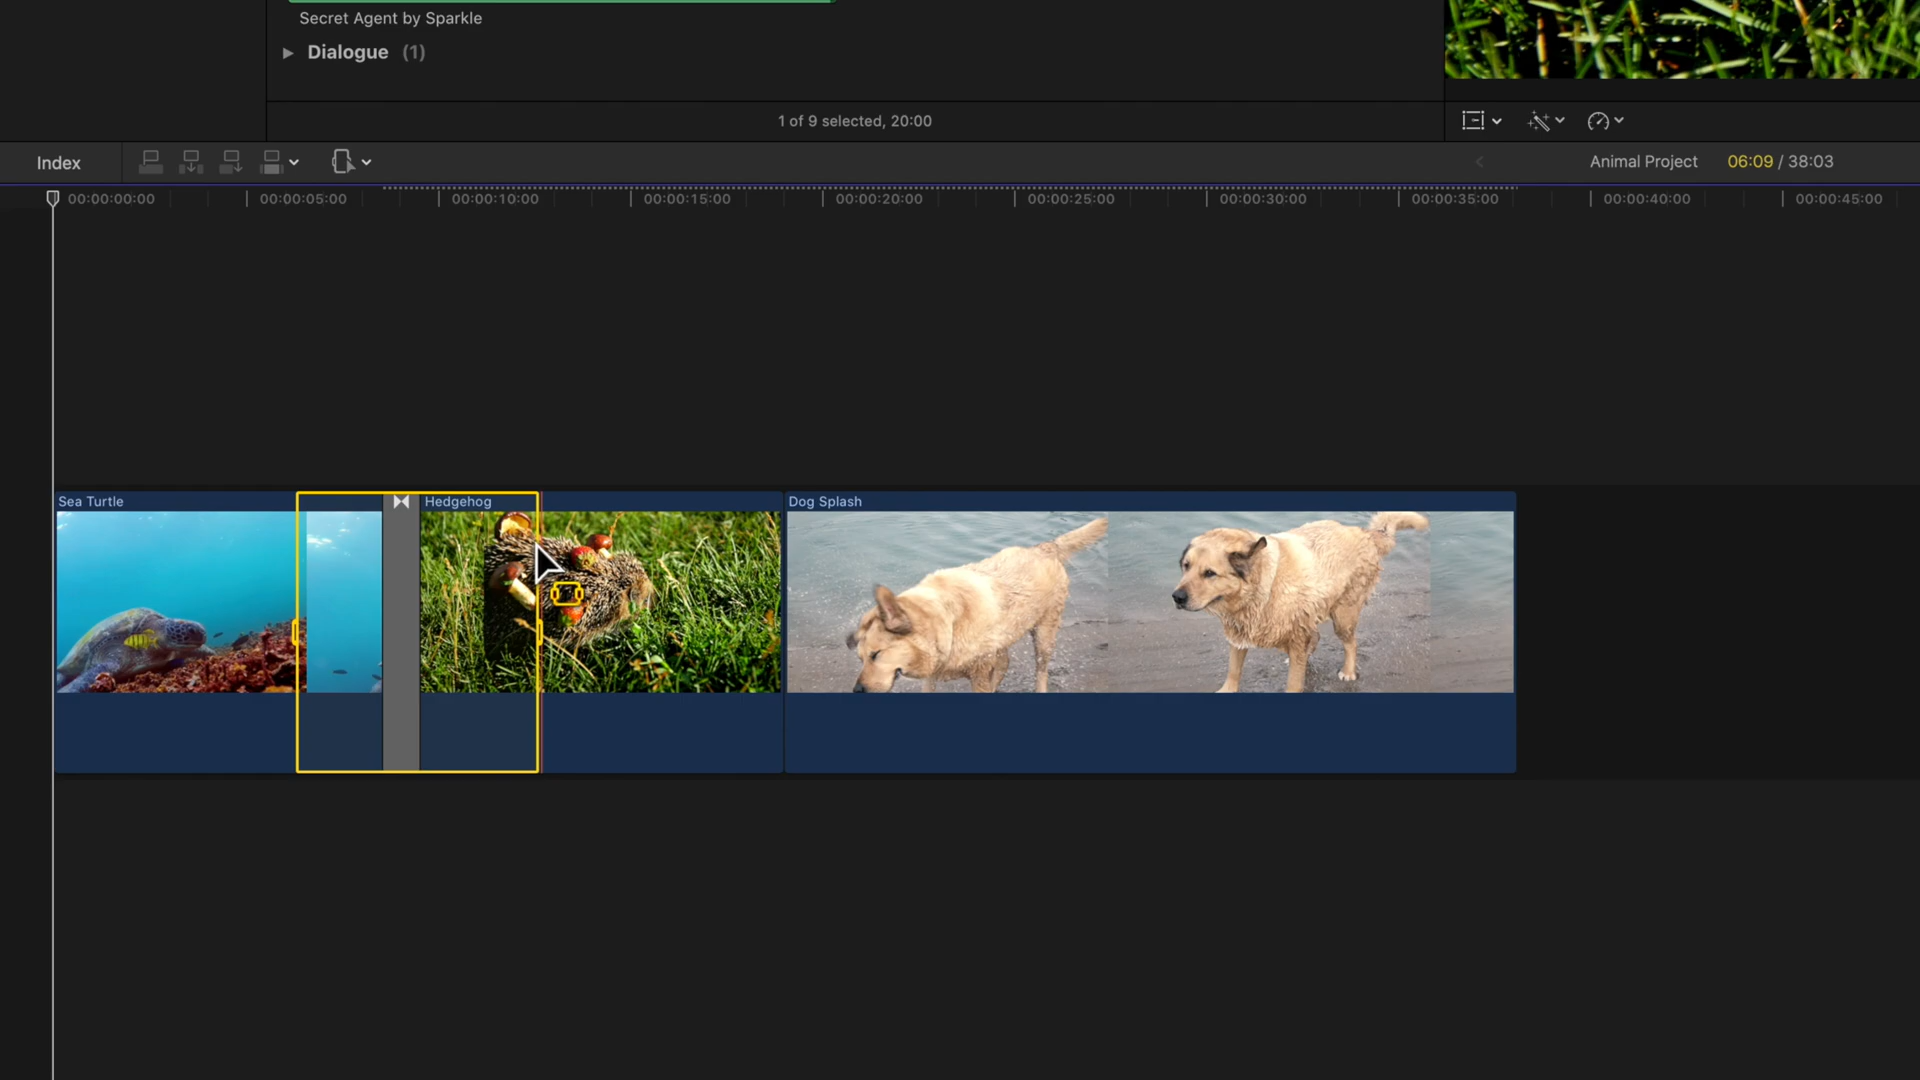 Secret Agent by Sparkle
Dialogue (1)
1 of 9 selected, 20:00
Index
Animal Project
06:09 / 38:03
00:00:00:00
00:00:05:00
00:00:10:00
00:00:15:00
00:00:20:00
00:00:25:00
00:00:30:00
00:00:35:00
00:00:40:00
00:00:45:00
Sea Turtle
Hedgehog
Dog Splash